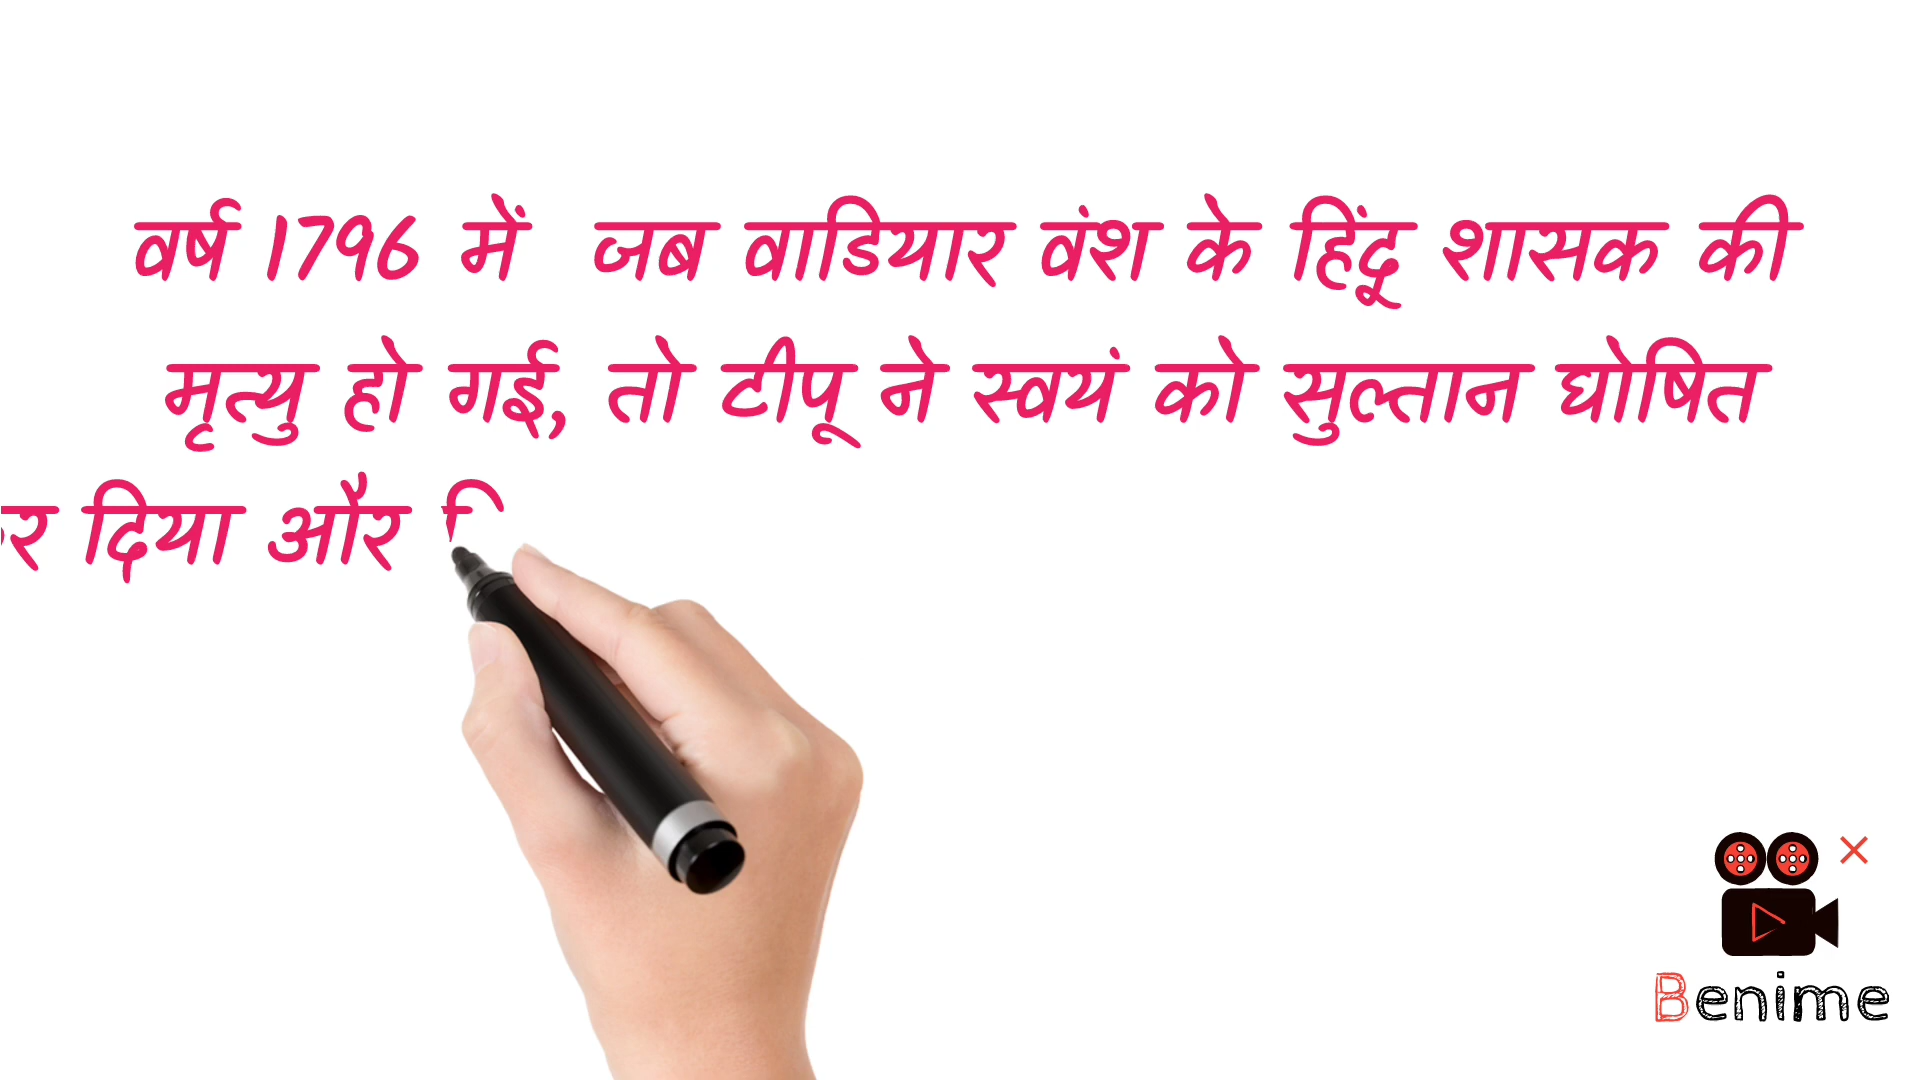 वर्ष 1796 में जब वाडियार वंश के हिंदू शासक की
मृत्यु हो गई, तो टीपू ने स्वयं को सुल्तान घोषित
दिया और
Benime